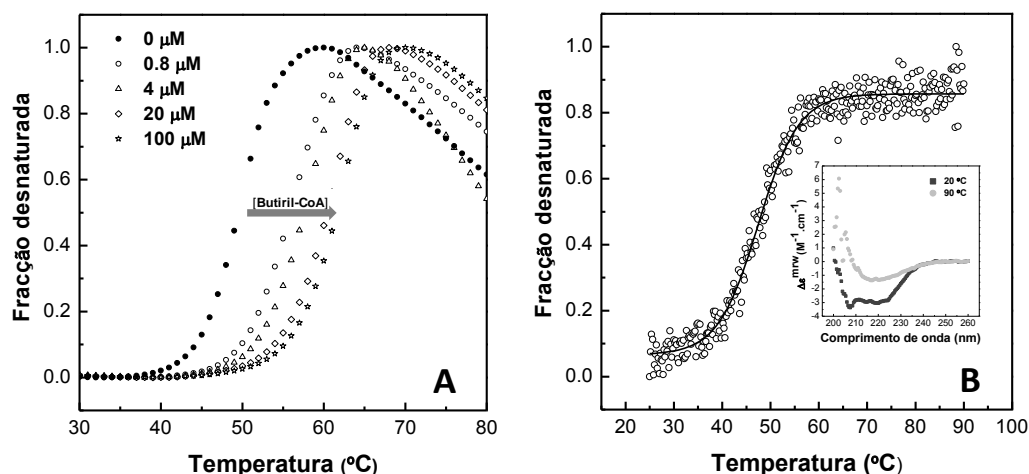 1.0
0.8
0.6
0.4
0.2
0.0
Fracção desnaturada
0 µM
0.8 µM
4 µM
20 µM
100 µM
[Butiril-CoA]
A
30 40 50 60 70 80
Temperatura (ºC)
1.0
0.8
0.6
0.4
0.2
0.0
Fracção desnaturada
7
6
5
4
3
2
1
0
-1
-2
-3
-4
Δε mrw (M-1.cm-1)
20 ºC
90 ºC
200 210 220 230 240 250 260
Comprimento de onda (nm)
B
20 30 40 50 60 70 80 90 100
Temperatura (ºC)